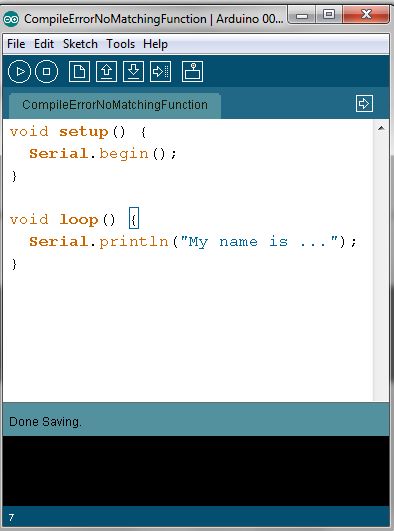 CompileErrorNoMatchingFunction | Arduino 00...
File Edit Sketch Tools Help
CompileErrorNoMatchingFunction
void setup() {
  Serial.begin();
}

void loop() {
  Serial.println("My name is ...");
}
Done Saving.
7